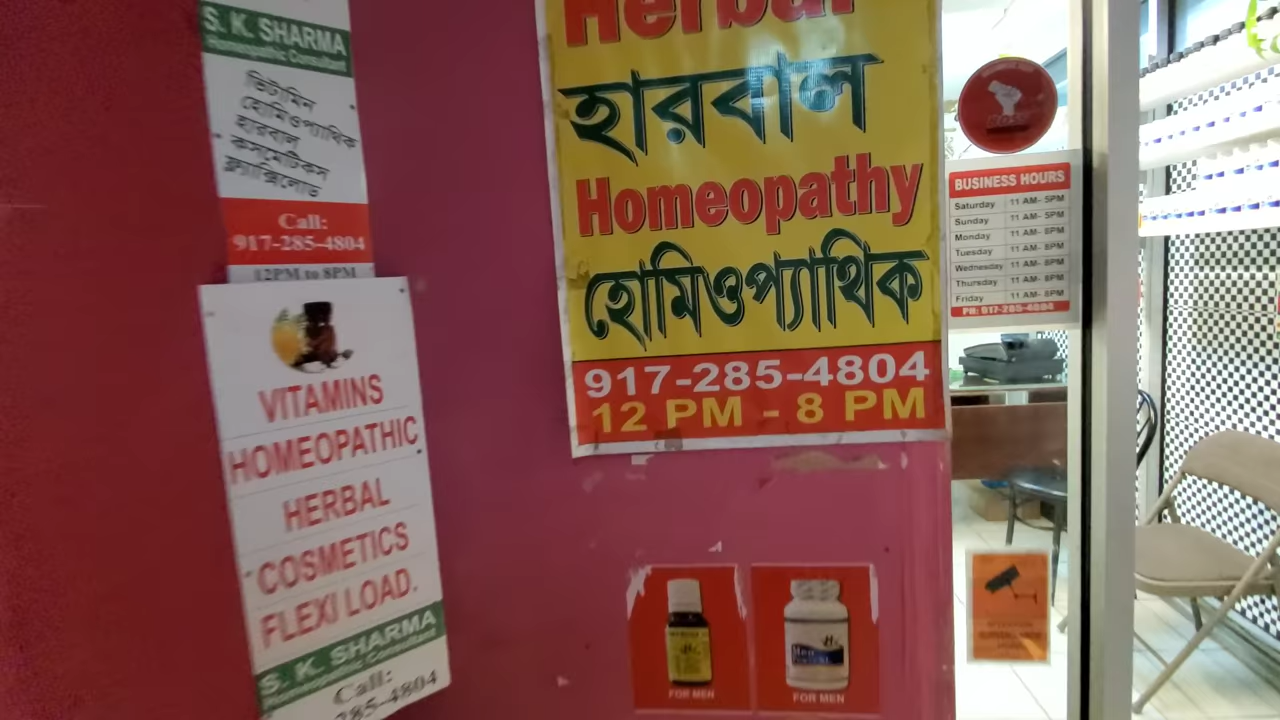 S. K. SHARMA
Homeopathic Consultant
ভিটামিন
হোমিওপ্যাথিক
হারবাল
কসমেটিকস
ফ্ল্যাক্সিলোড
Call:
917-285-4804
12PM to 8PM
VITAMINS
HOMEOPATHIC
HERBAL
COSMETICS
FLEXI LOAD.
S. K. SHARMA
Homeopathic Consultant
Call:
285-4804
Herbal
হারবাল
Homeopathy
হোমিওপ্যাথিক
917-285-4804
12 PM - 8 PM
FOR MEN
FOR MEN
BUSINESS HOURS
Saturday 11 AM- 5PM
Sunday 11 AM- 5PM
Monday 11 AM- 8PM
Tuesday 11 AM- 8PM
Wednesday 11 AM- 8PM
Thursday 11 AM- 8PM
Friday 11 AM- 8PM
PH: 917-285-4804